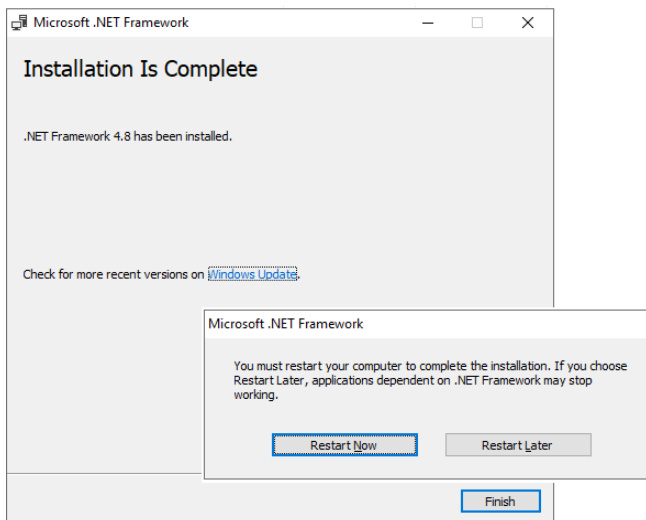 Microsoft .NET Framework
Installation Is Complete
.NET Framework 4.8 has been installed.
Check for more recent versions on Windows Update.
Microsoft .NET Framework
You must restart your computer to complete the installation. If you choose
Restart Later, applications dependent on .NET Framework may stop
working.
Restart Now
Restart Later
Finish